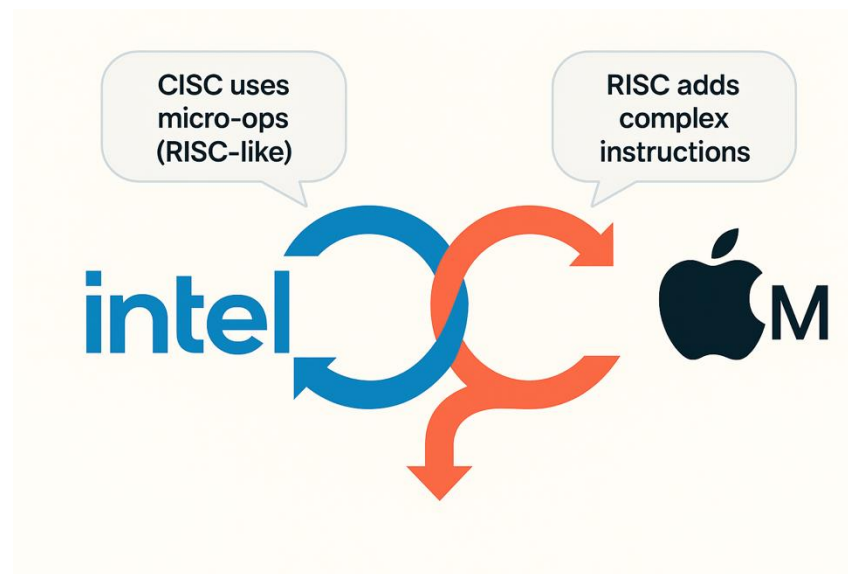 CISC uses
micro-ops
(RISC-like)
RISC adds
complex
instructions
intel
M